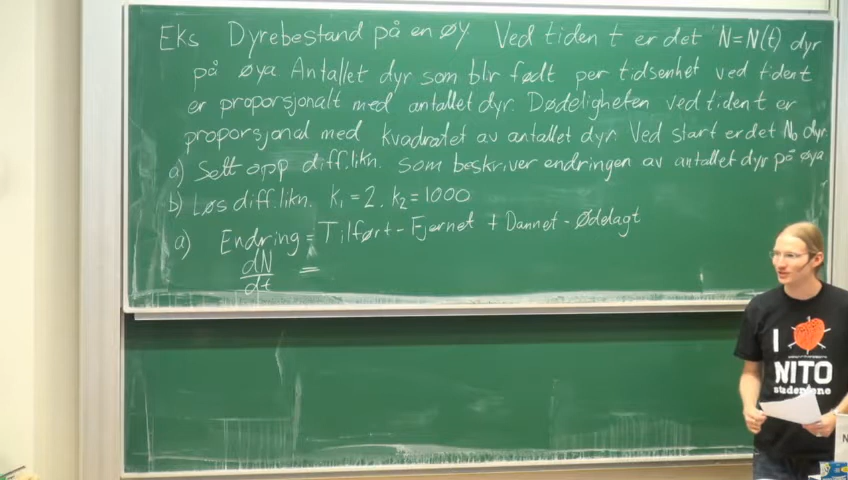 Eks Dyrebestand på en øy. Ved tiden t er det N=N(t) dyr
på øya Antallet dyr som blir født per tidsenhet ved tident
er proporsjonalt med antallet dyr. Dødeligheten ved tiden t er
proporsjonal med kvadratet av antallet dyr. Ved start er det N₀ dyr.
a) Sett opp diff.likn. som beskriver endringen av antallet dyr på øya
b) Løs diff.likn. k₁=2, k₂=1000
a) Endring = Tilført - Fjernet + Dannet - Ødelagt
dN/dt =
I
NITO
studentene